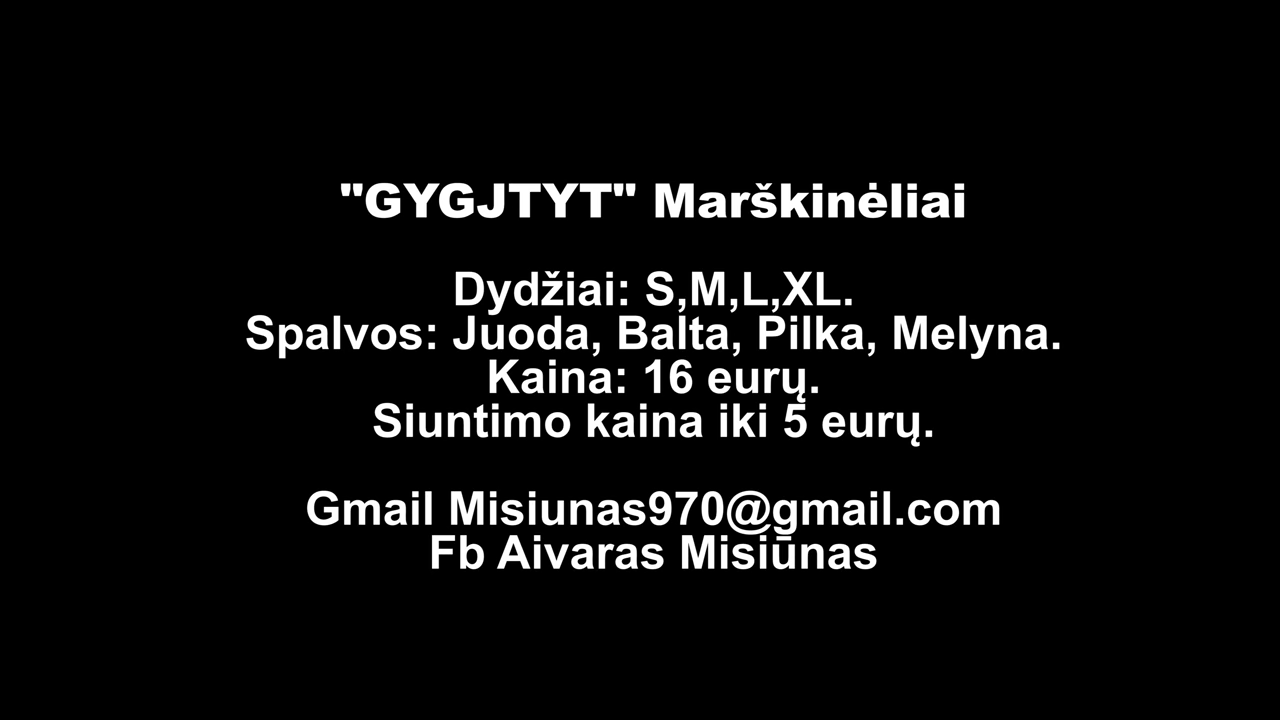 "GYGJTYT" Marškinėliai
Dydžiai: S,M,L,XL.
Spalvos: Juoda, Balta, Pilka, Melyna.
Kaina: 16 eurų.
Siuntimo kaina iki 5 eurų.
Gmail Misiunas970@gmail.com
Fb Aivaras Misiūnas